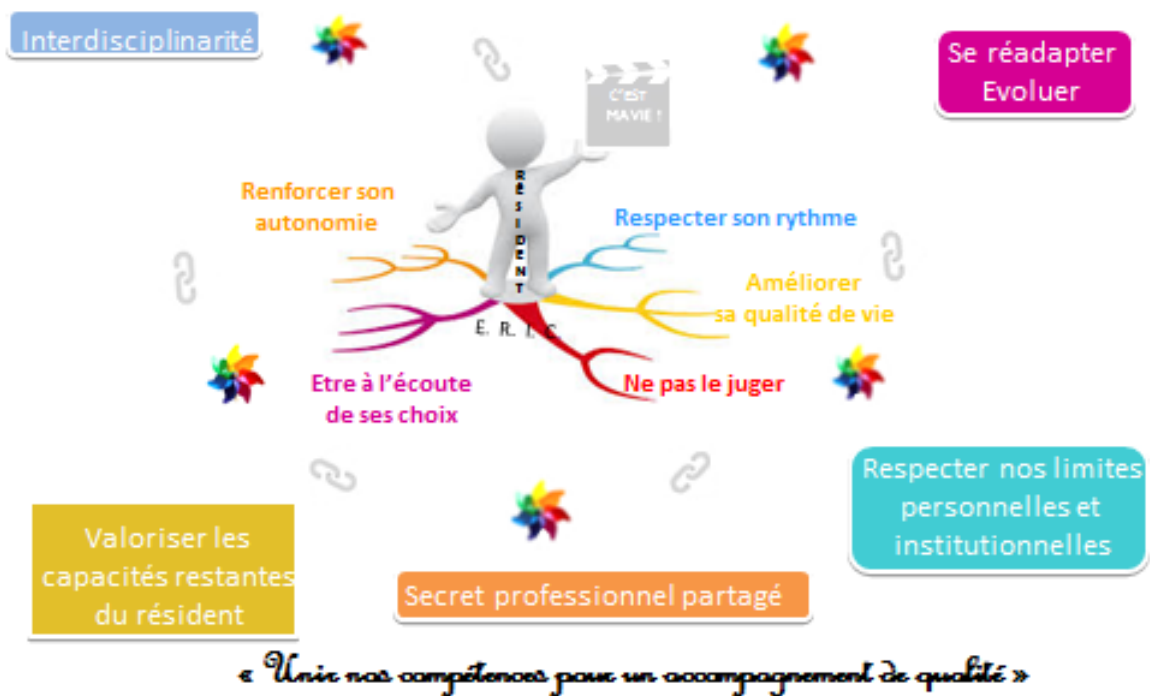 Interdisciplinarité
Se réadapter
Evoluer
C'EST
MA VIE !
RéSIDENT
Renforcer son
autonomie
Respecter son rythme
Améliorer
sa qualité de vie
E. R. I. C.
Etre à l'écoute
de ses choix
Ne pas le juger
Respecter nos limites
personnelles et
institutionnelles
Valoriser les
capacités restantes
du résident
Secret professionnel partagé
« Unir nos compétences pour un accompagnement de qualité »